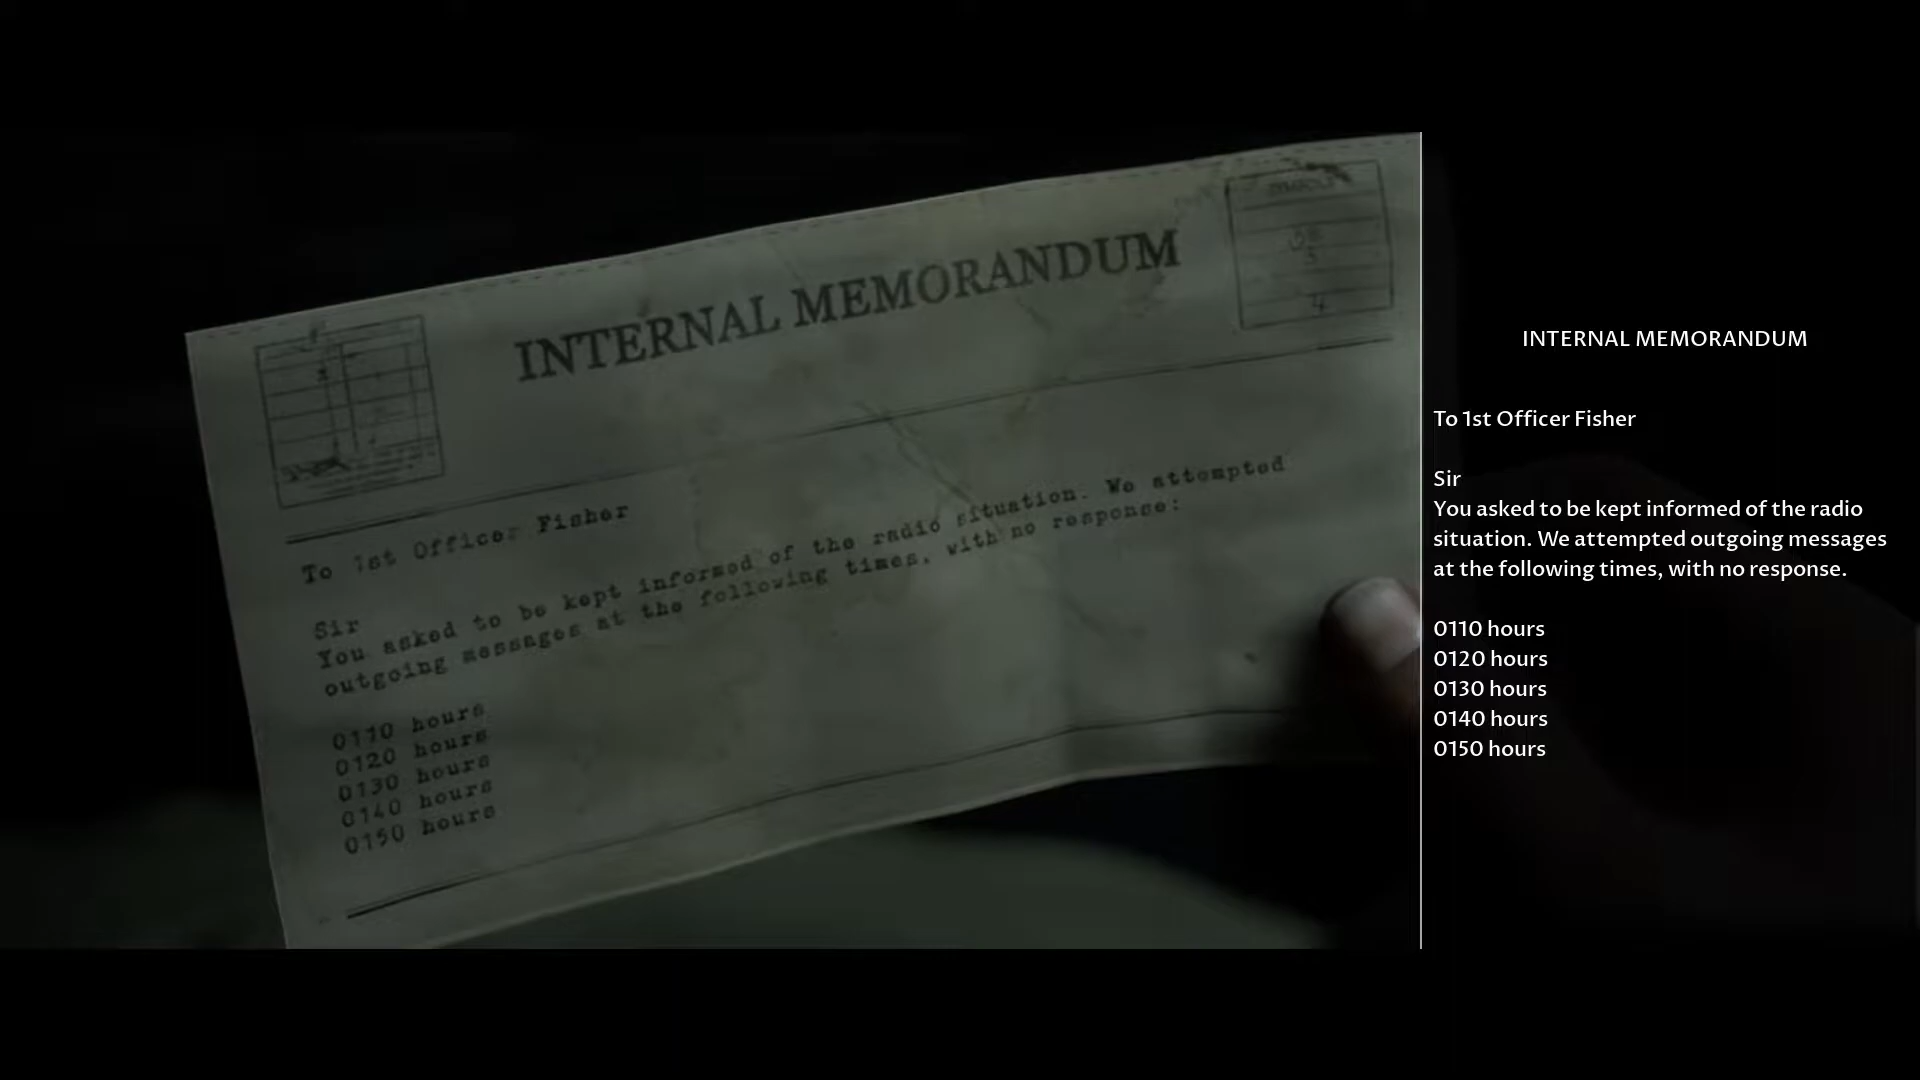 INTERNAL MEMORANDUM
To 1st Officer Fisher
Sir
You asked to be kept informed of the radio situation. We attempted
outgoing messages at the following times, with no response:
0110 hours
0120 hours
0130 hours
0140 hours
0150 hours
INTERNAL MEMORANDUM
To 1st Officer Fisher
Sir
You asked to be kept informed of the radio
situation. We attempted outgoing messages
at the following times, with no response.
0110 hours
0120 hours
0130 hours
0140 hours
0150 hours